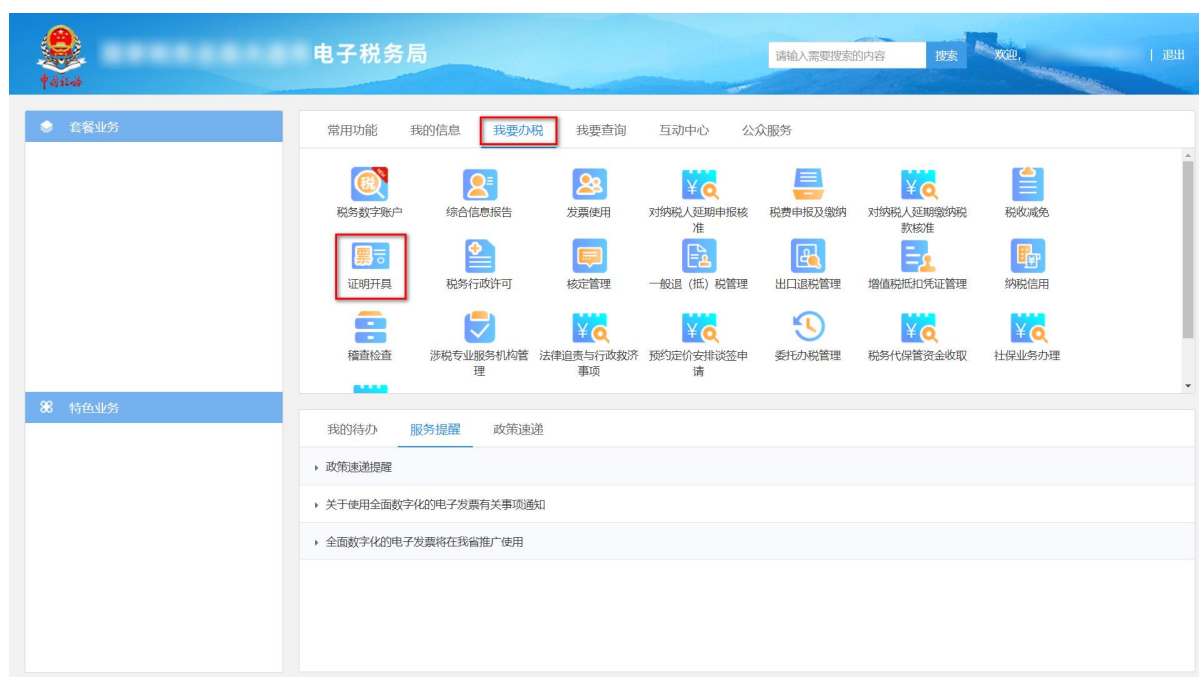 电子税务局
请输入需要搜索的内容
搜索
欢迎,
| 退出
中国税务
套餐业务
常用功能 我的信息 我要办税 我要查询 互动中心 公众服务
税务数字账户 综合信息报告 发票使用 对纳税人延期申报核 税费申报及缴纳 对纳税人延期缴纳税 税收减免
准 款核准
证明开具 税务行政许可 核定管理 一般退（抵）税管理 出口退税管理 增值税抵扣凭证管理 纳税信用
稽查检查 涉税专业服务机构管 法律追责与行政救济 预约定价安排谈签申 委托办税管理 税务代保管资金收取 社保业务办理
理 事项 请
特色业务
我的待办 服务提醒 政策速递
政策速递提醒
关于使用全面数字化的电子发票有关事项通知
全面数字化的电子发票将在我省推广使用